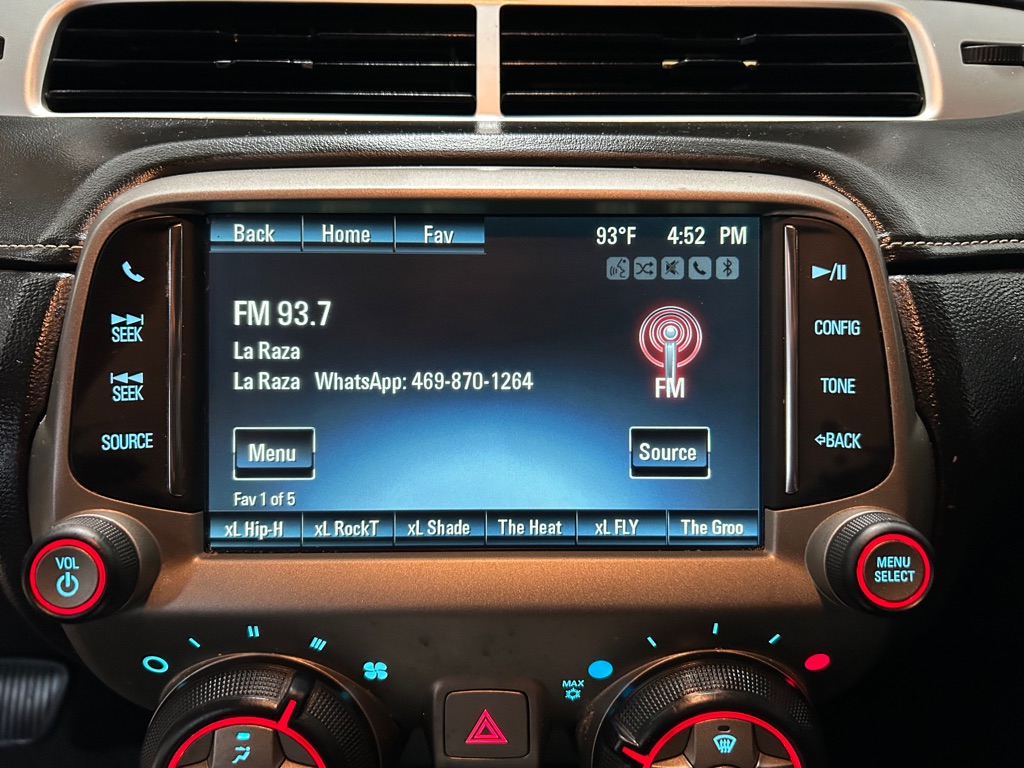 Back Home Fav 93°F 4:52 PM
FM 93.7
La Raza
La Raza WhatsApp: 469-870-1264
FM
Menu Source
Fav 1 of 5
xL Hip-H xL RockT xL Shade The Heat xL FLY The Groo
SEEK
SEEK
SOURCE
CONFIG
TONE
BACK
VOL
MENU
SELECT
MAX